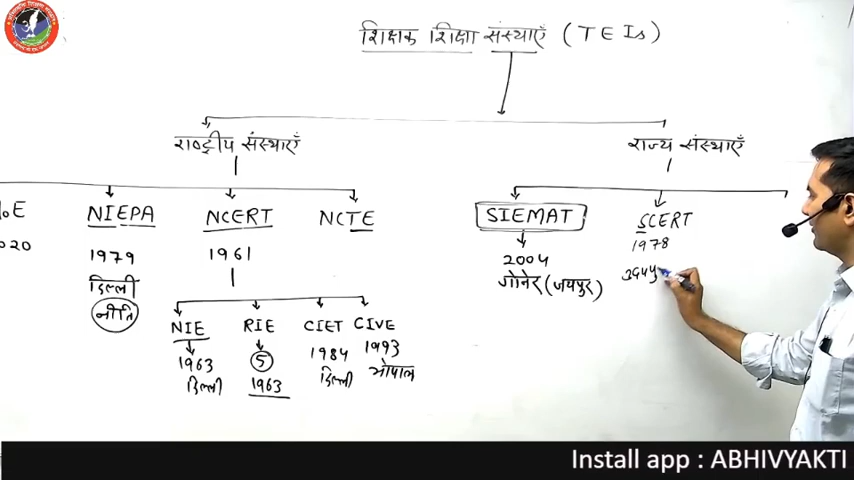 शिक्षक शिक्षा संस्थाएँ (TEIs)
राष्ट्रीय संस्थाएँ
राज्य संस्थाएँ
NIEPA
1979
दिल्ली
नीति
NCERT
1961
NCTE
NIE
1963
दिल्ली
RIE
5
1963
CIET
1984
दिल्ली
CIVE
1993
भोपाल
SIEMAT
2004
गोनेर (जयपुर)
SCERT
1978
उदयपु
Install app : ABHIVYAKTI